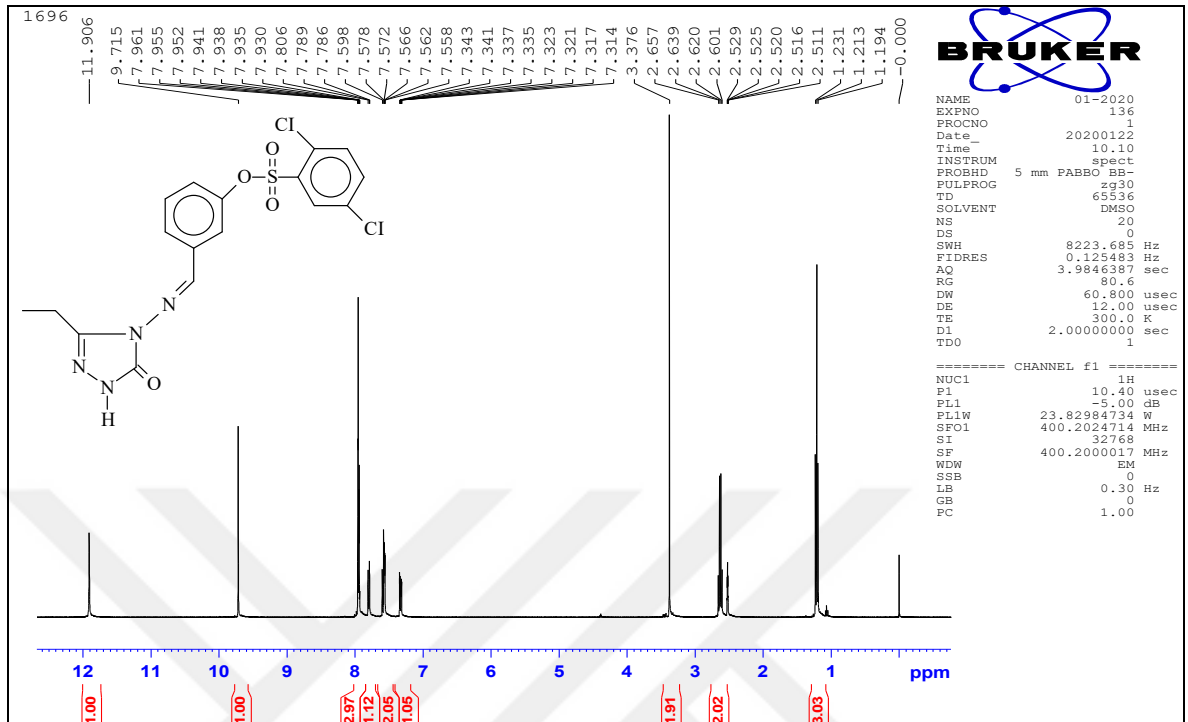 1696
11.906
9.715
7.961
7.955
7.952
7.941
7.938
7.935
7.930
7.806
7.789
7.786
7.598
7.578
7.572
7.566
7.562
7.558
7.343
7.341
7.337
7.335
7.323
7.321
7.317
7.314
3.376
2.657
2.639
2.620
2.601
2.529
2.525
2.520
2.516
2.511
1.231
1.213
1.194
-0.000
BRUKER
NAME 01-2020
EXPNO 136
PROCNO 1
Date_ 20200122
Time 10.10
INSTRUM spect
PROBHD 5 mm PABBO BB-
PULPROG zg30
TD 65536
SOLVENT DMSO
NS 20
DS 0
SWH 8223.685 Hz
FIDRES 0.125483 Hz
AQ 3.9846387 sec
RG 80.6
DW 60.800 usec
DE 12.00 usec
TE 300.0 K
D1 2.00000000 sec
TD0 1
======== CHANNEL f1 ========
NUC1 1H
P1 10.40 usec
PL1 -5.00 dB
PL1W 23.82984734 W
SFO1 400.2024714 MHz
SI 32768
SF 400.2000017 MHz
WDW EM
SSB 0
LB 0.30 Hz
GB 0
PC 1.00
Cl
O
O S
O
Cl
N
N
N
N O
H
12 11 10 9 8 7 6 5 4 3 2 1 ppm
1.00 1.00 2.97 1.12 2.05 1.05 1.91 2.02 3.03